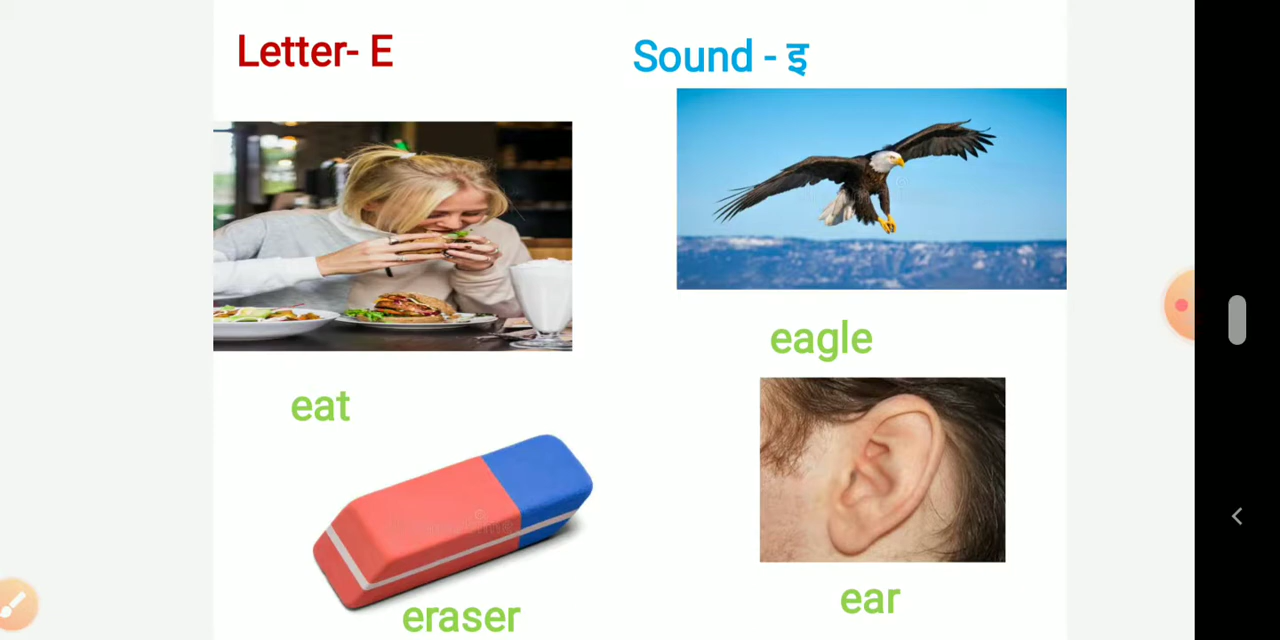 Letter- E
Sound - इ
eat
eagle
eraser
ear